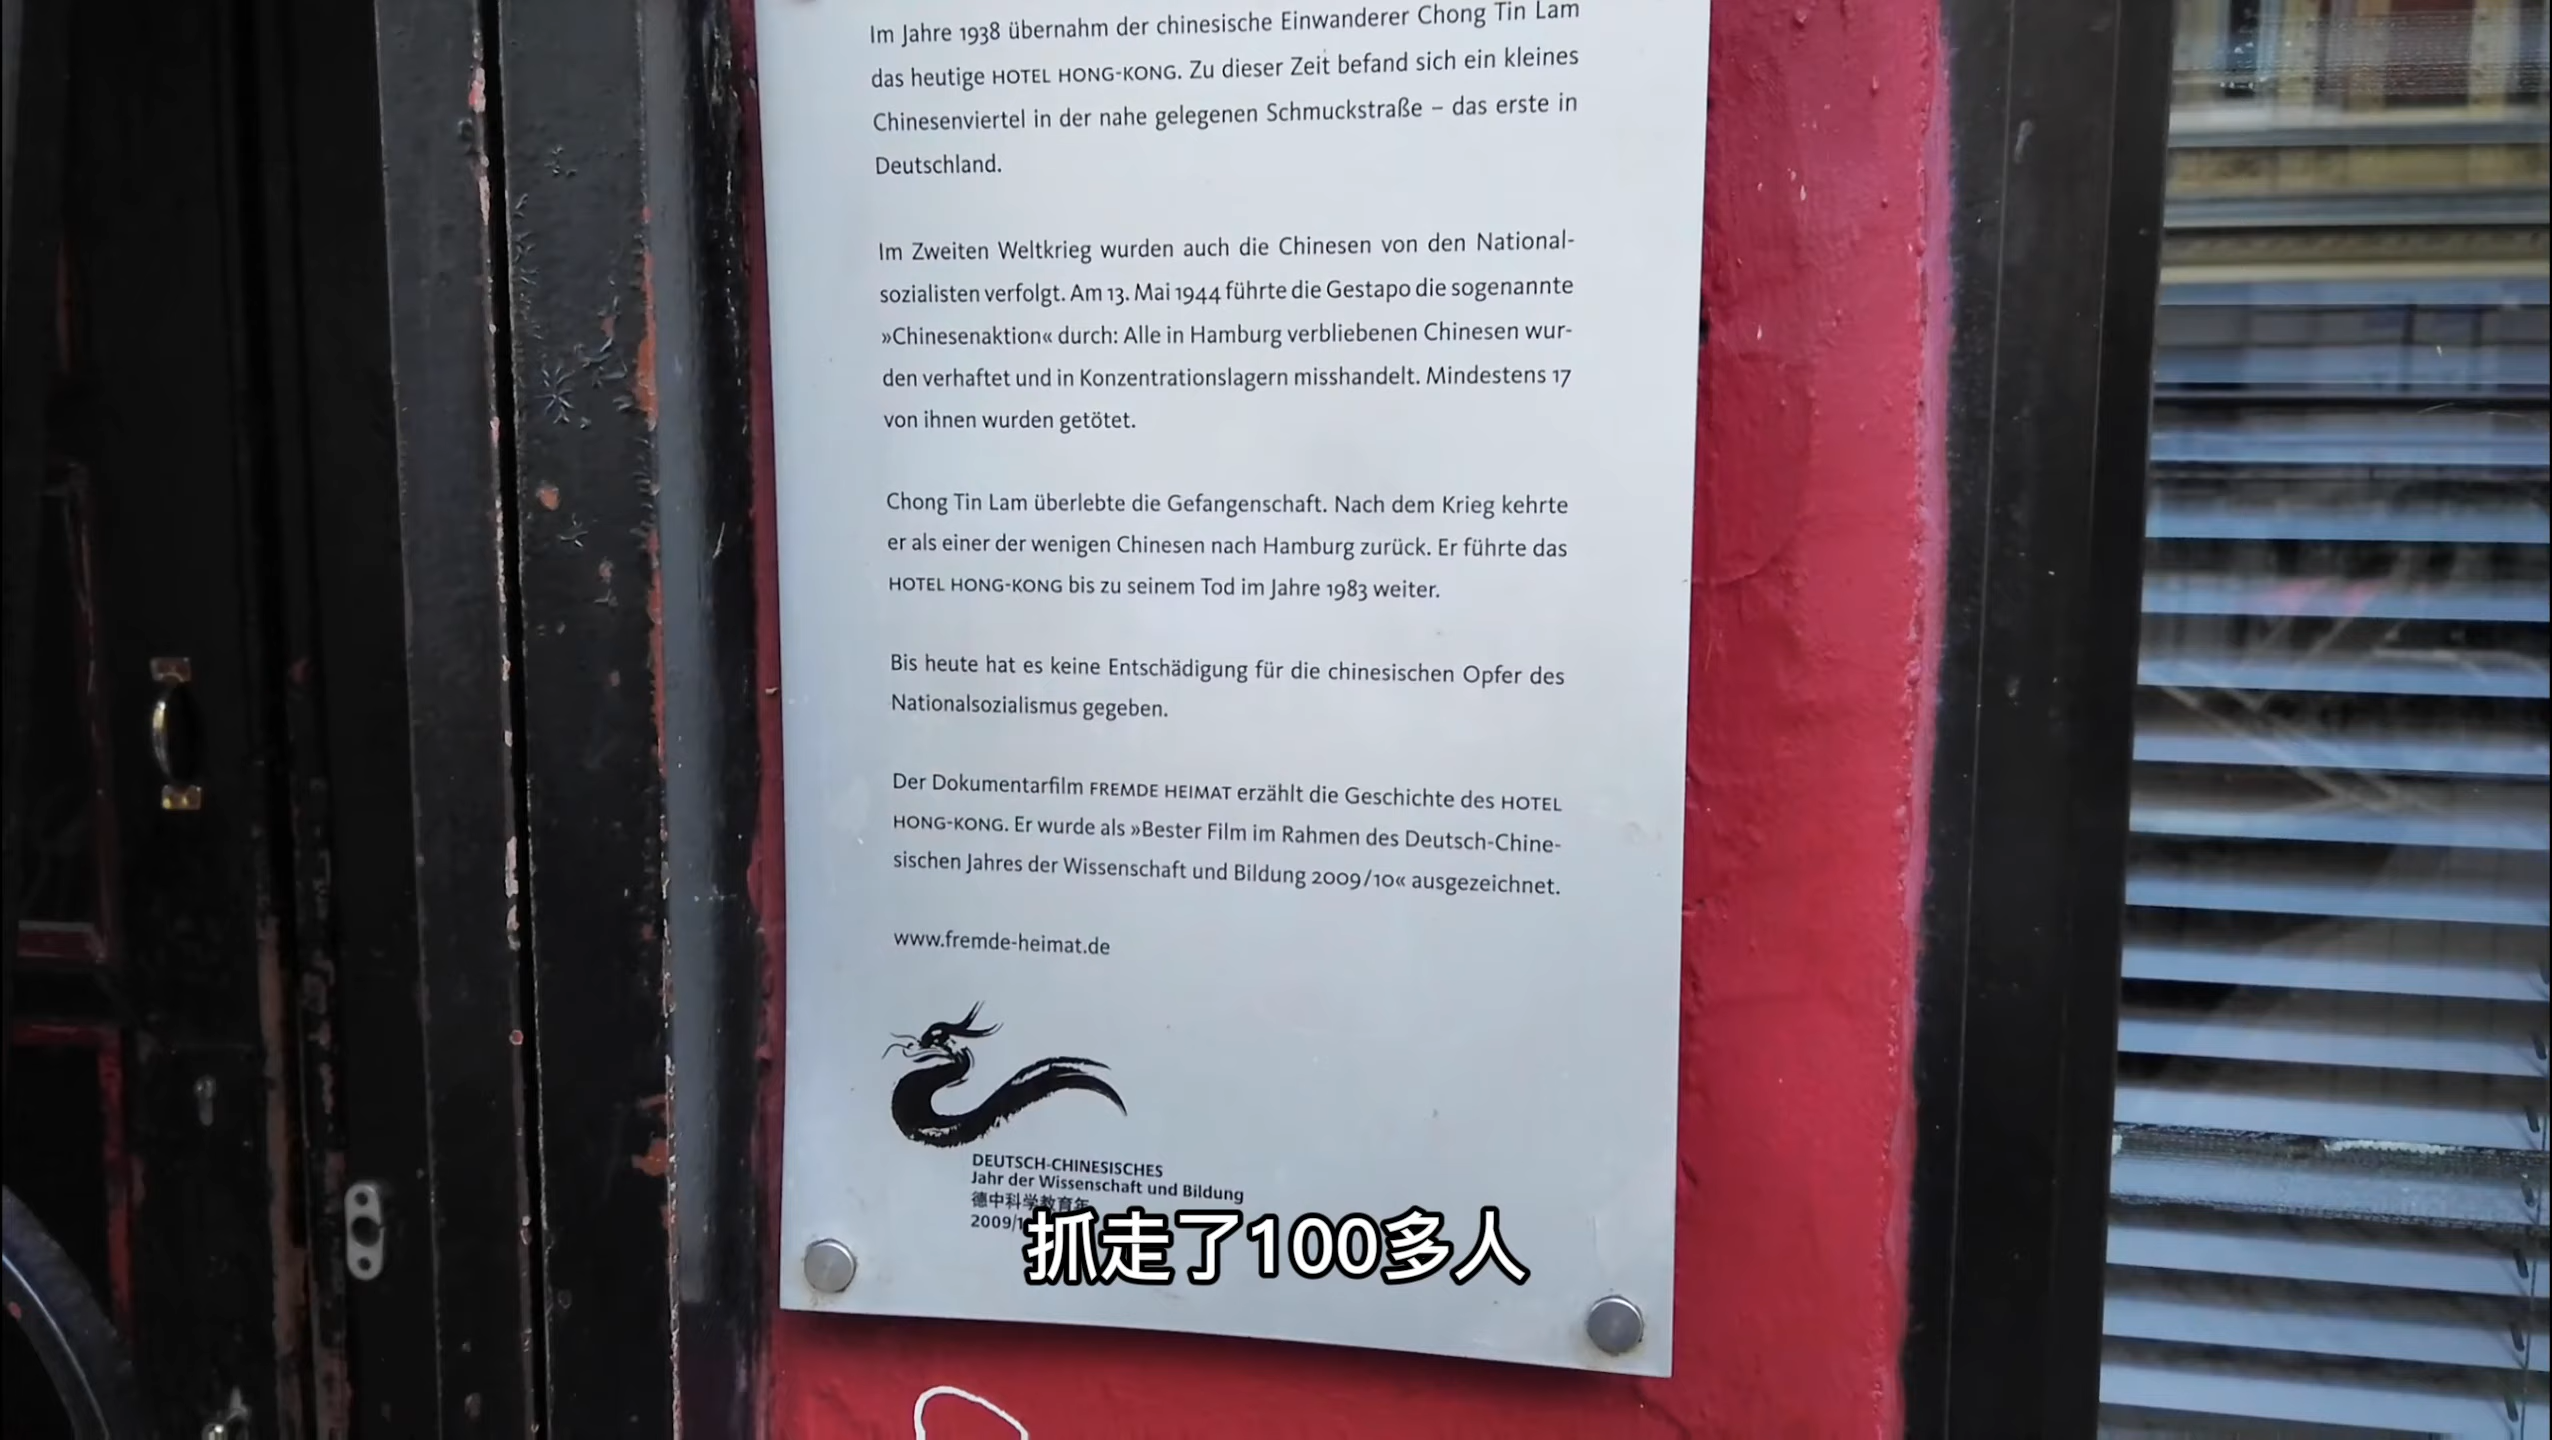 Im Jahre 1938 übernahm der chinesische Einwanderer Chong Tin Lam
das heutige HOTEL HONG-KONG. Zu dieser Zeit befand sich ein kleines
Chinesenviertel in der nahe gelegenen Schmuckstraße – das erste in
Deutschland.
Im Zweiten Weltkrieg wurden auch die Chinesen von den National-
sozialisten verfolgt. Am 13. Mai 1944 führte die Gestapo die sogenannte
»Chinesenaktion« durch: Alle in Hamburg verbliebenen Chinesen wur-
den verhaftet und in Konzentrationslagern misshandelt. Mindestens 17
von ihnen wurden getötet.
Chong Tin Lam überlebte die Gefangenschaft. Nach dem Krieg kehrte
er als einer der wenigen Chinesen nach Hamburg zurück. Er führte das
HOTEL HONG-KONG bis zu seinem Tod im Jahre 1983 weiter.
Bis heute hat es keine Entschädigung für die chinesischen Opfer des
Nationalsozialismus gegeben.
Der Dokumentarfilm FREMDE HEIMAT erzählt die Geschichte des HOTEL
HONG-KONG. Er wurde als »Bester Film im Rahmen des Deutsch-Chine-
sischen Jahres der Wissenschaft und Bildung 2009/10« ausgezeichnet.
www.fremde-heimat.de
DEUTSCH-CHINESISCHES
Jahr der Wissenschaft und Bildung
德中科学教育年
2009/1
抓走了100多人